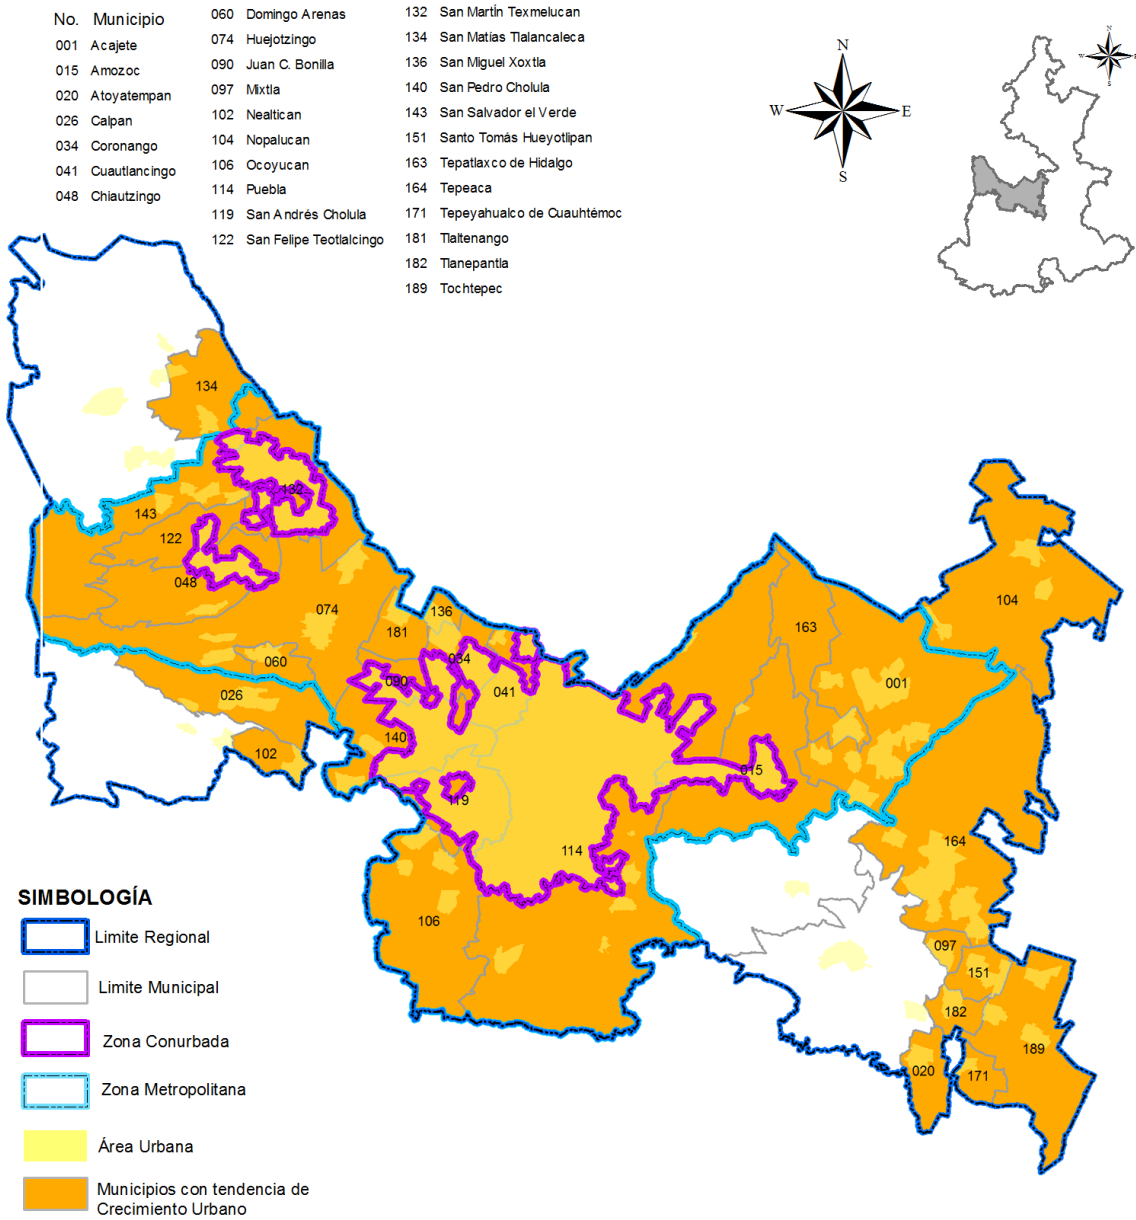 No. Municipio
001 Acajete
015 Amozoc
020 Atoyatempan
026 Calpan
034 Coronango
041 Cuautlancingo
048 Chiautzingo
060 Domingo Arenas
074 Huejotzingo
090 Juan C. Bonilla
097 Mixtla
102 Nealtican
104 Nopalucan
106 Ocoyucan
114 Puebla
119 San Andrés Cholula
122 San Felipe Teotlalcingo
132 San Martín Texmelucan
134 San Matías Tlalancaleca
136 San Miguel Xoxtla
140 San Pedro Cholula
143 San Salvador el Verde
151 Santo Tomás Hueyotlipan
163 Tepatlaxco de Hidalgo
164 Tepeaca
171 Tepeyahualco de Cuauhtémoc
181 Tlaltenango
182 Tlanepantla
189 Tochtepec
N
W E
S
N
W E
S
134
132
143
122
048
074
136
181
034
060
090
041
026
140
102
119
015
114
106
163
001
104
164
097
151
182
189
020
171
SIMBOLOGÍA
Limite Regional
Limite Municipal
Zona Conurbada
Zona Metropolitana
Área Urbana
Municipios con tendencia de
Crecimiento Urbano